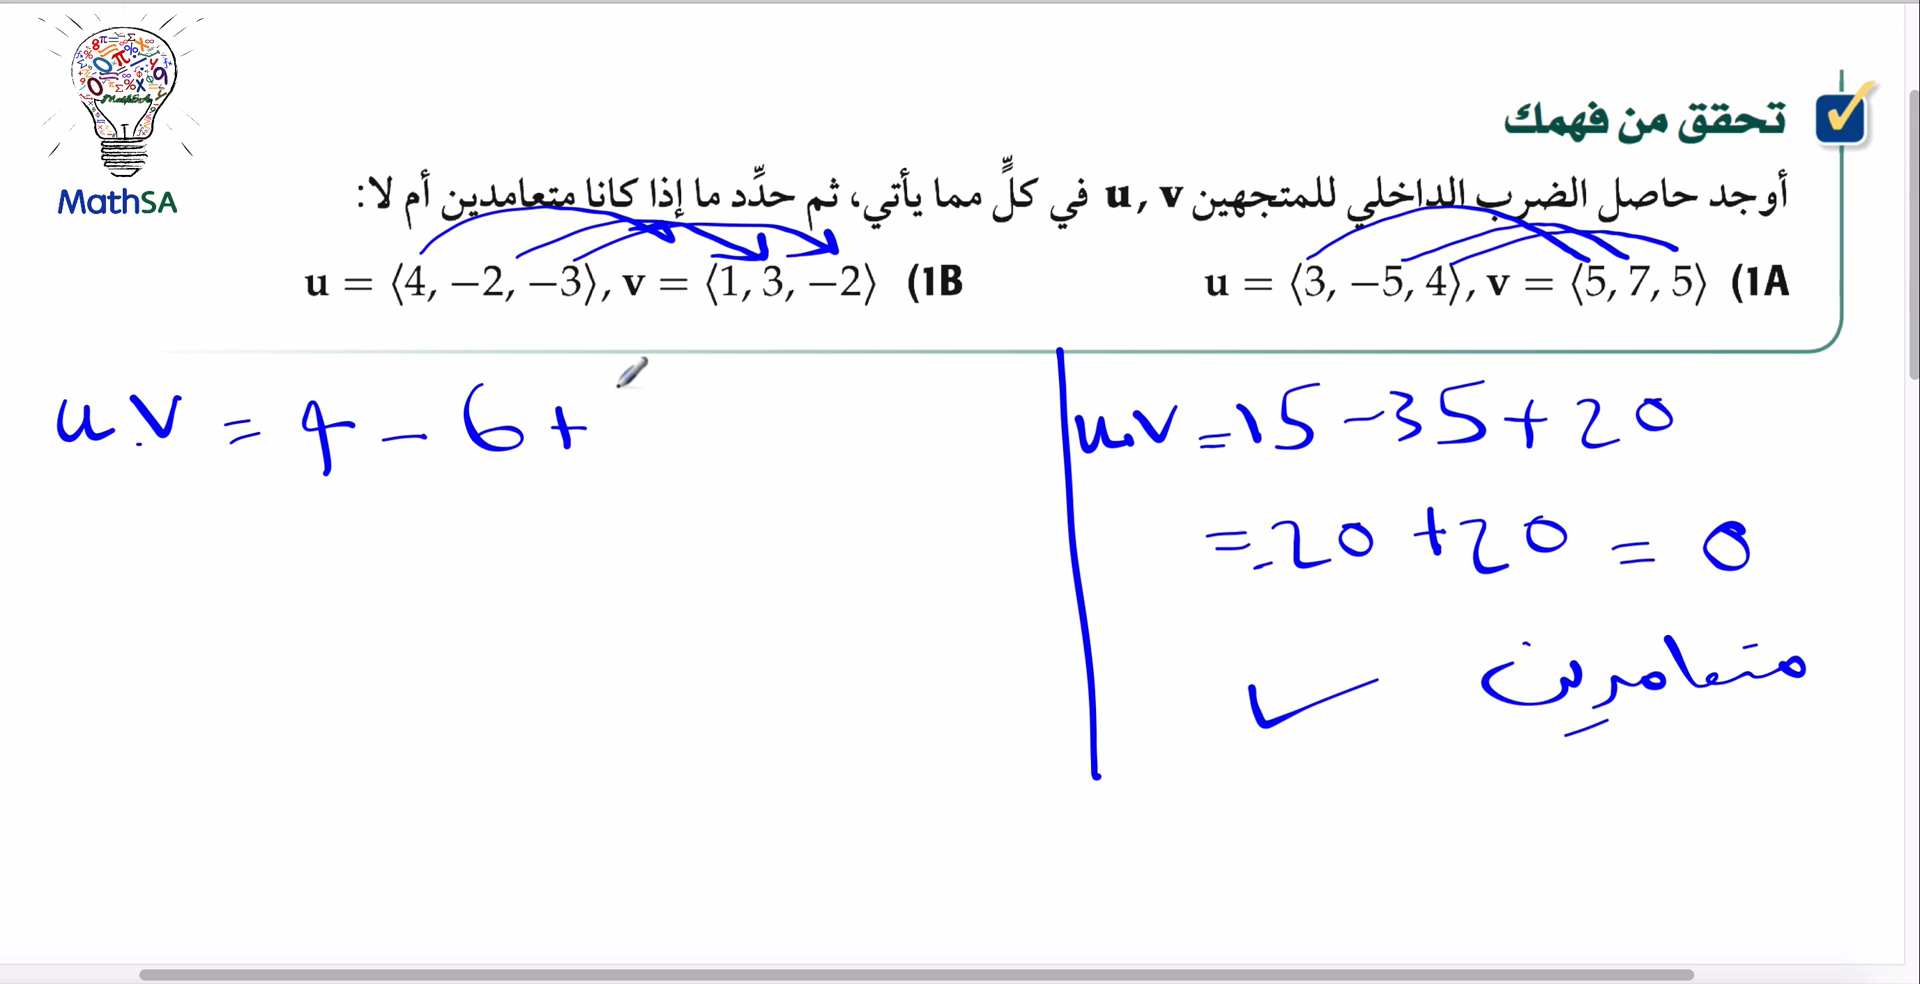 MathSA
تحقق من فهمك
أوجد حاصل الضرب الداخلي للمتجهين u, v في كلٍّ مما يأتي، ثم حدِّد ما إذا كانا متعامدين أم لا:
u = ⟨3, −5, 4⟩, v = ⟨5, 7, 5⟩ (1A
u = ⟨4, −2, −3⟩, v = ⟨1, 3, −2⟩ (1B
u.v = 15 - 35 + 20
= -20 + 20 = 0
متعامدين ✓
u.v = 4 - 6 +